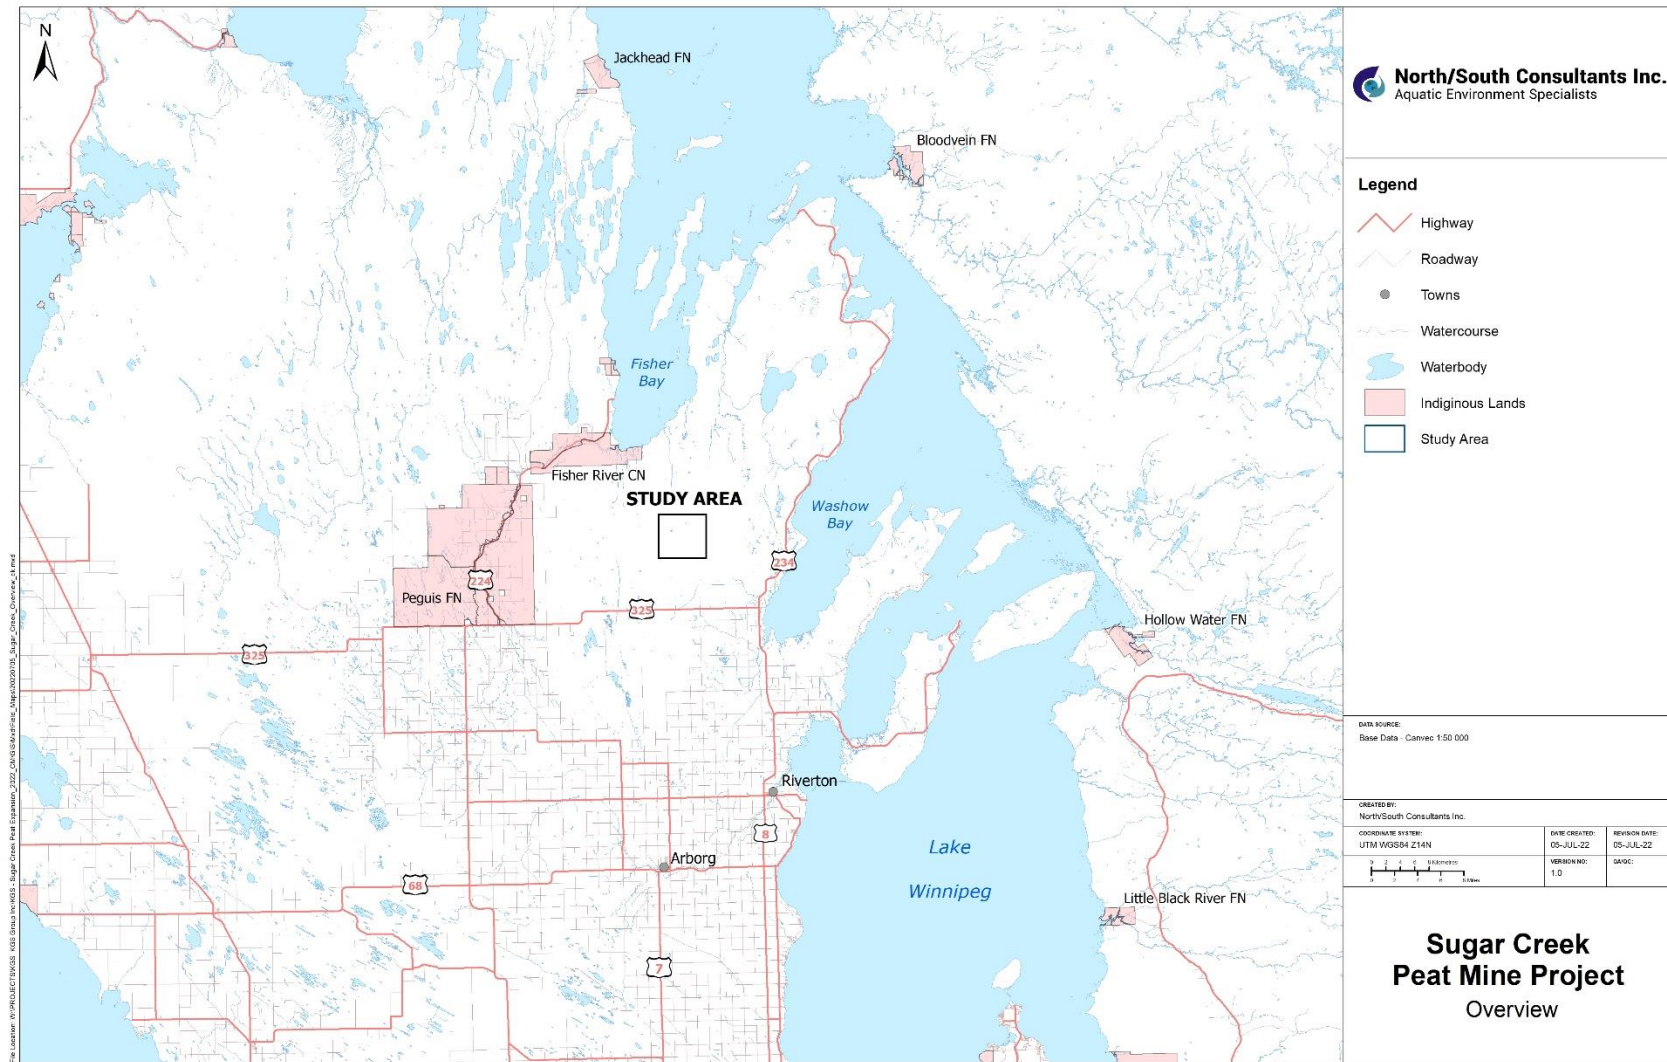 N
Jackhead FN
Bloodvein FN
Fisher
Bay
Fisher River CN
STUDY AREA
Washow
Bay
234
224
Peguis FN
325
325
Hollow Water FN
Riverton
8
Arborg
68
Lake
Winnipeg
Little Black River FN
7
North/South Consultants Inc.
Aquatic Environment Specialists
Legend
Highway
Roadway
Towns
Watercourse
Waterbody
Indiginous Lands
Study Area
DATA SOURCE:
Base Data - Canvec 1:50 000
CREATED BY:
North/South Consultants Inc.
COORDINATE SYSTEM:
UTM WGS84 Z14N
DATE CREATED:
05-JUL-22
REVISION DATE:
05-JUL-22
VERSION NO:
1.0
QA/QC:
Sugar Creek
Peat Mine Project
Overview